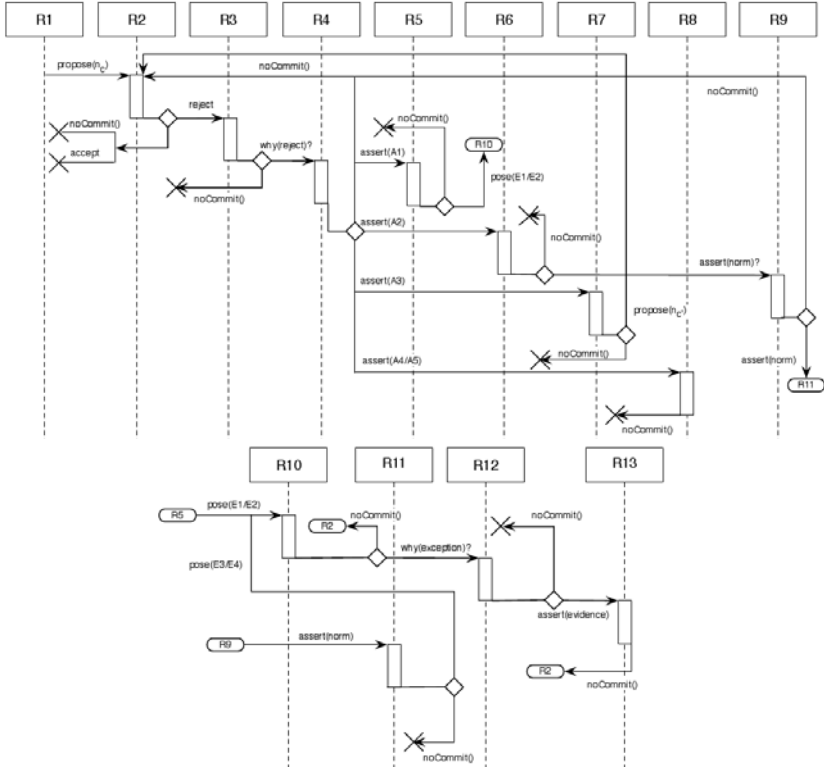 R1 R2 R3 R4 R5 R6 R7 R8 R9
propose(nc) noCommit() noCommit()
reject
noCommit() noCommit()
why(reject)? R10
accept assert(A1)
pose(E1/E2)
noCommit()
assert(A2)
noCommit()
assert(norm)?
assert(A3)
propose(nc')
assert(A4/A5) noCommit() assert(norm)
R11
noCommit()
R10 R11 R12 R13
pose(E1/E2) noCommit() noCommit()
R5 R2
why(exception)?
pose(E3/E4)
assert(evidence)
assert(norm)
R9
R2
noCommit()
noCommit()